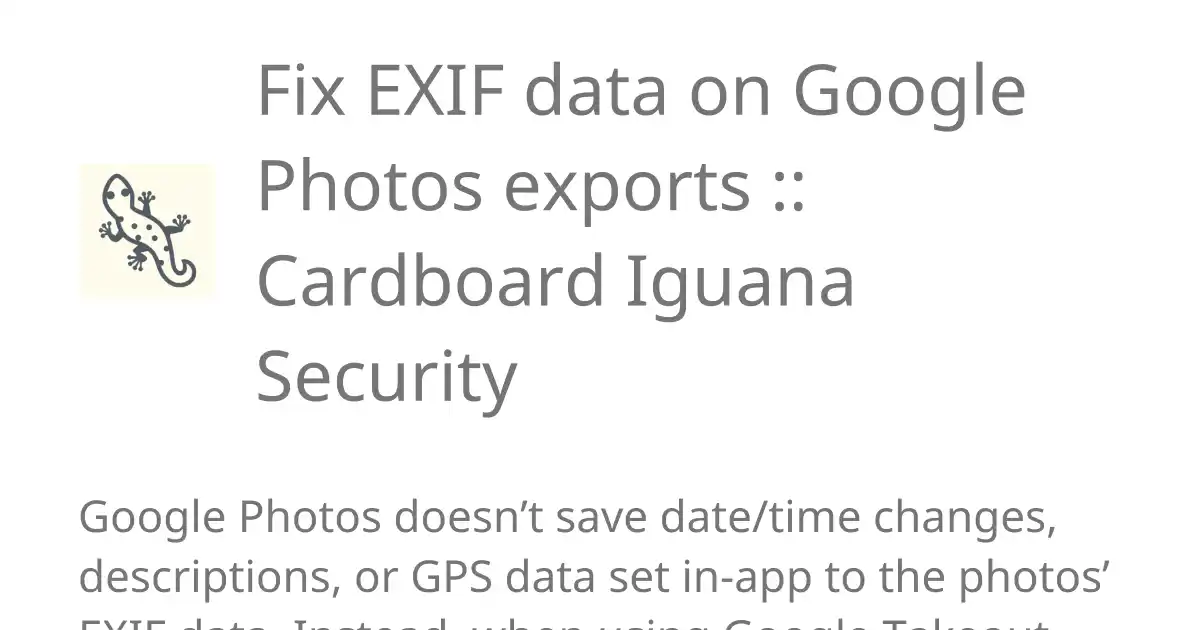 Fix EXIF data on Google
Photos exports ::
Cardboard Iguana
Security
Google Photos doesn’t save date/time changes,
descriptions, or GPS data set in-app to the photos’
EXIF data. Instead, when using Google Takeout